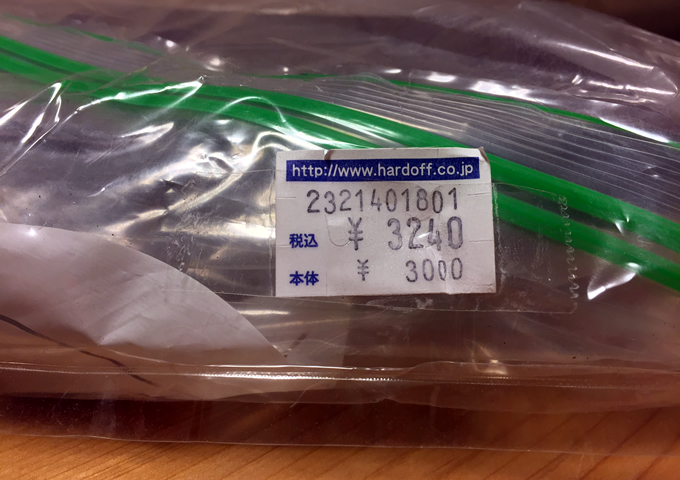 http://www.hardoff.co.jp
2321401801
税込 ¥ 3240
本体 ¥ 3000